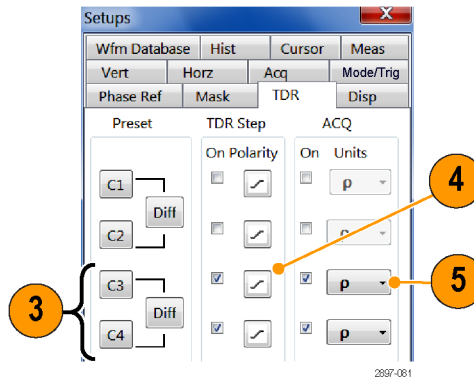 Setups
Wfm Database Hist Cursor Meas
Vert Horz Acq Mode/Trig
Phase Ref Mask TDR Disp
Preset TDR Step ACQ
On Polarity On Units
C1 ρ
Diff
C2 ρ
4
C3 ρ
5
3
Diff
C4 ρ
2897-081